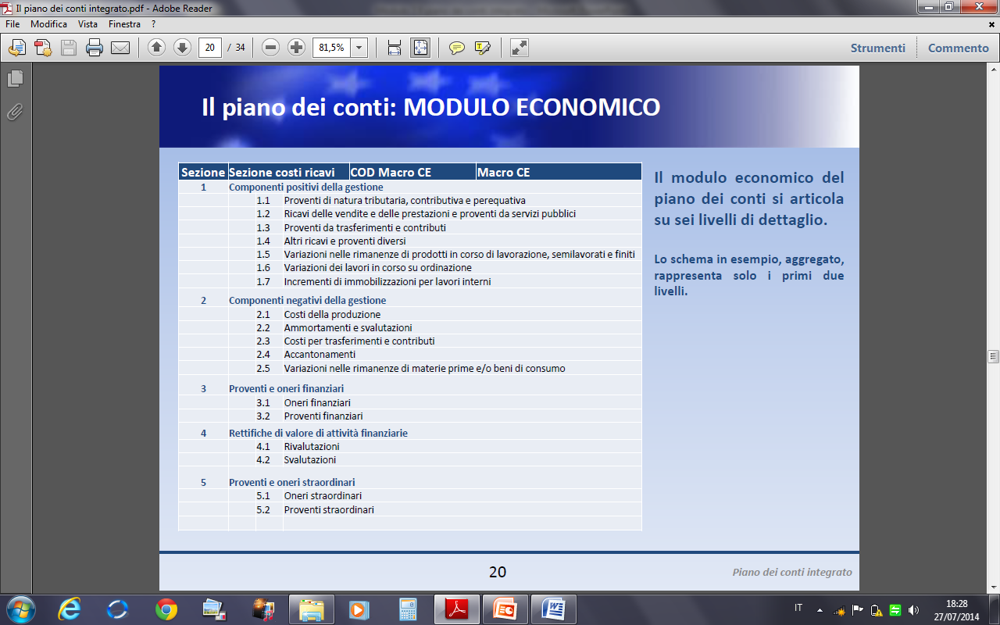 Il piano dei conti integrato.pdf - Adobe Reader
File Modifica Vista Finestra ?
20 / 34 81,5% Strumenti Commento
Il piano dei conti: MODULO ECONOMICO
Sezione Sezione costi ricavi COD Macro CE Macro CE
1 Componenti positivi della gestione
1.1 Proventi di natura tributaria, contributiva e perequativa
1.2 Ricavi delle vendite e delle prestazioni e proventi da servizi pubblici
1.3 Proventi da trasferimenti e contributi
1.4 Altri ricavi e proventi diversi
1.5 Variazioni nelle rimanenze di prodotti in corso di lavorazione, semilavorati e finiti
1.6 Variazioni dei lavori in corso su ordinazione
1.7 Incrementi di immobilizzazioni per lavori interni
2 Componenti negativi della gestione
2.1 Costi della produzione
2.2 Ammortamenti e svalutazioni
2.3 Costi per trasferimenti e contributi
2.4 Accantonamenti
2.5 Variazioni nelle rimanenze di materie prime e/o beni di consumo
3 Proventi e oneri finanziari
3.1 Oneri finanziari
3.2 Proventi finanziari
4 Rettifiche di valore di attività finanziarie
4.1 Rivalutazioni
4.2 Svalutazioni
5 Proventi e oneri straordinari
5.1 Oneri straordinari
5.2 Proventi straordinari
Il modulo economico del
piano dei conti si articola
su sei livelli di dettaglio.
Lo schema in esempio, aggregato,
rappresenta solo i primi due
livelli.
20
Piano dei conti integrato
IT
18:28
27/07/2014